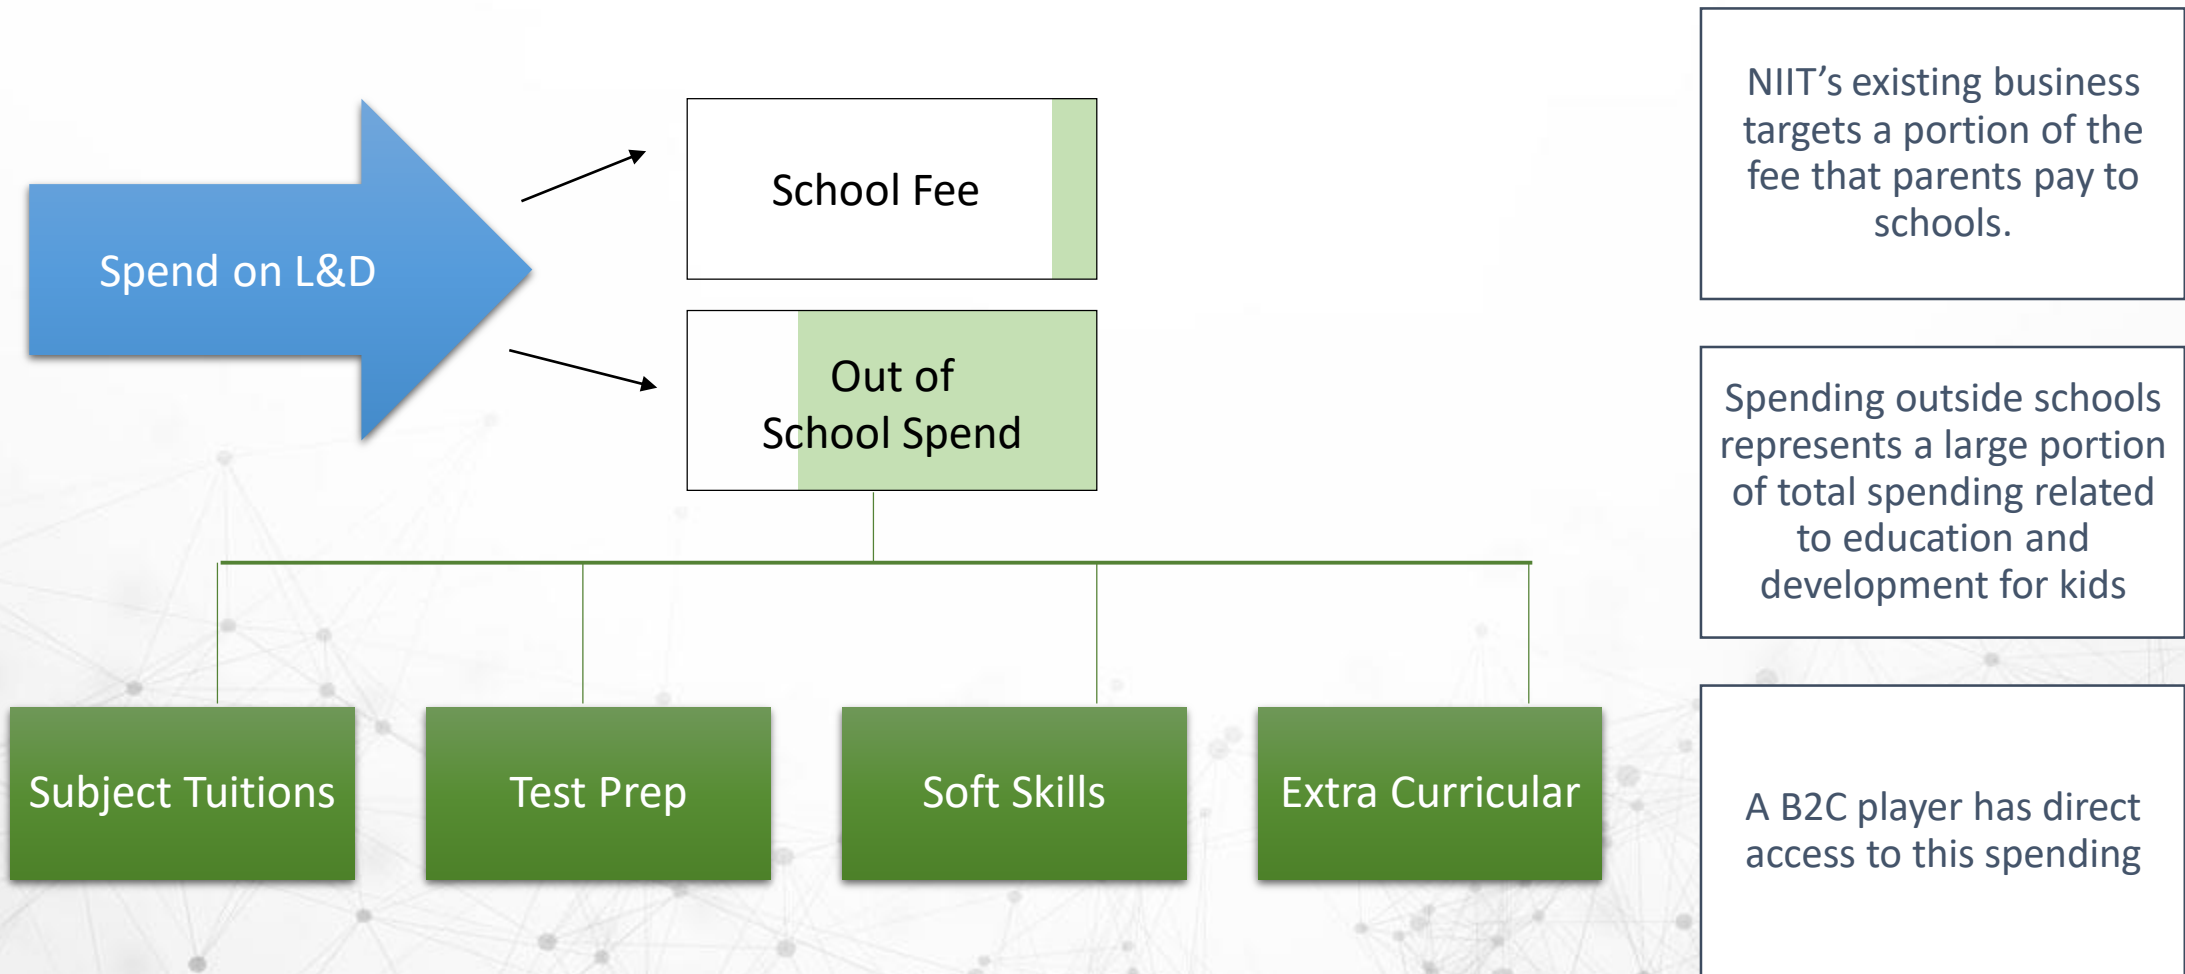 Spend on L&D
School Fee
Out of
School Spend
Subject Tuitions
Test Prep
Soft Skills
Extra Curricular
NIIT’s existing business
targets a portion of the
fee that parents pay to
schools.
Spending outside schools
represents a large portion
of total spending related
to education and
development for kids
A B2C player has direct
access to this spending